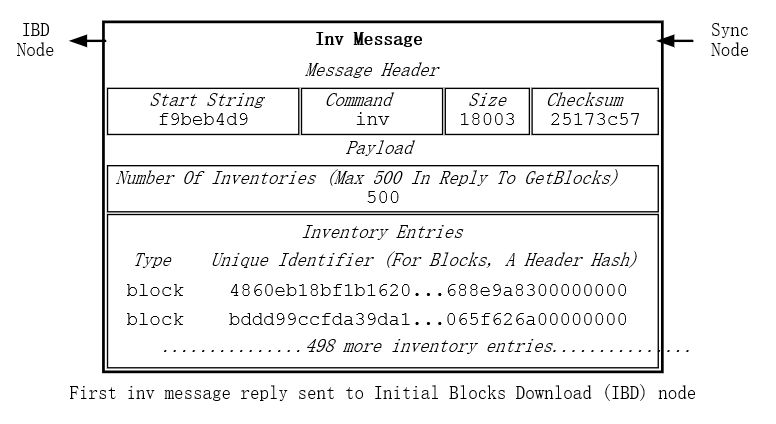 IBD Node
Inv Message
Sync Node
Message Header
Start String Command Size Checksum
f9beb4d9 inv 18003 25173c57
Payload
Number Of Inventories (Max 500 In Reply To GetBlocks)
500
Inventory Entries
Type Unique Identifier (For Blocks, A Header Hash)
block 4860eb18bf1b1620...688e9a8300000000
block bddd99ccfda39da1...065f626a00000000
...............498 more inventory entries...............
First inv message reply sent to Initial Blocks Download (IBD) node